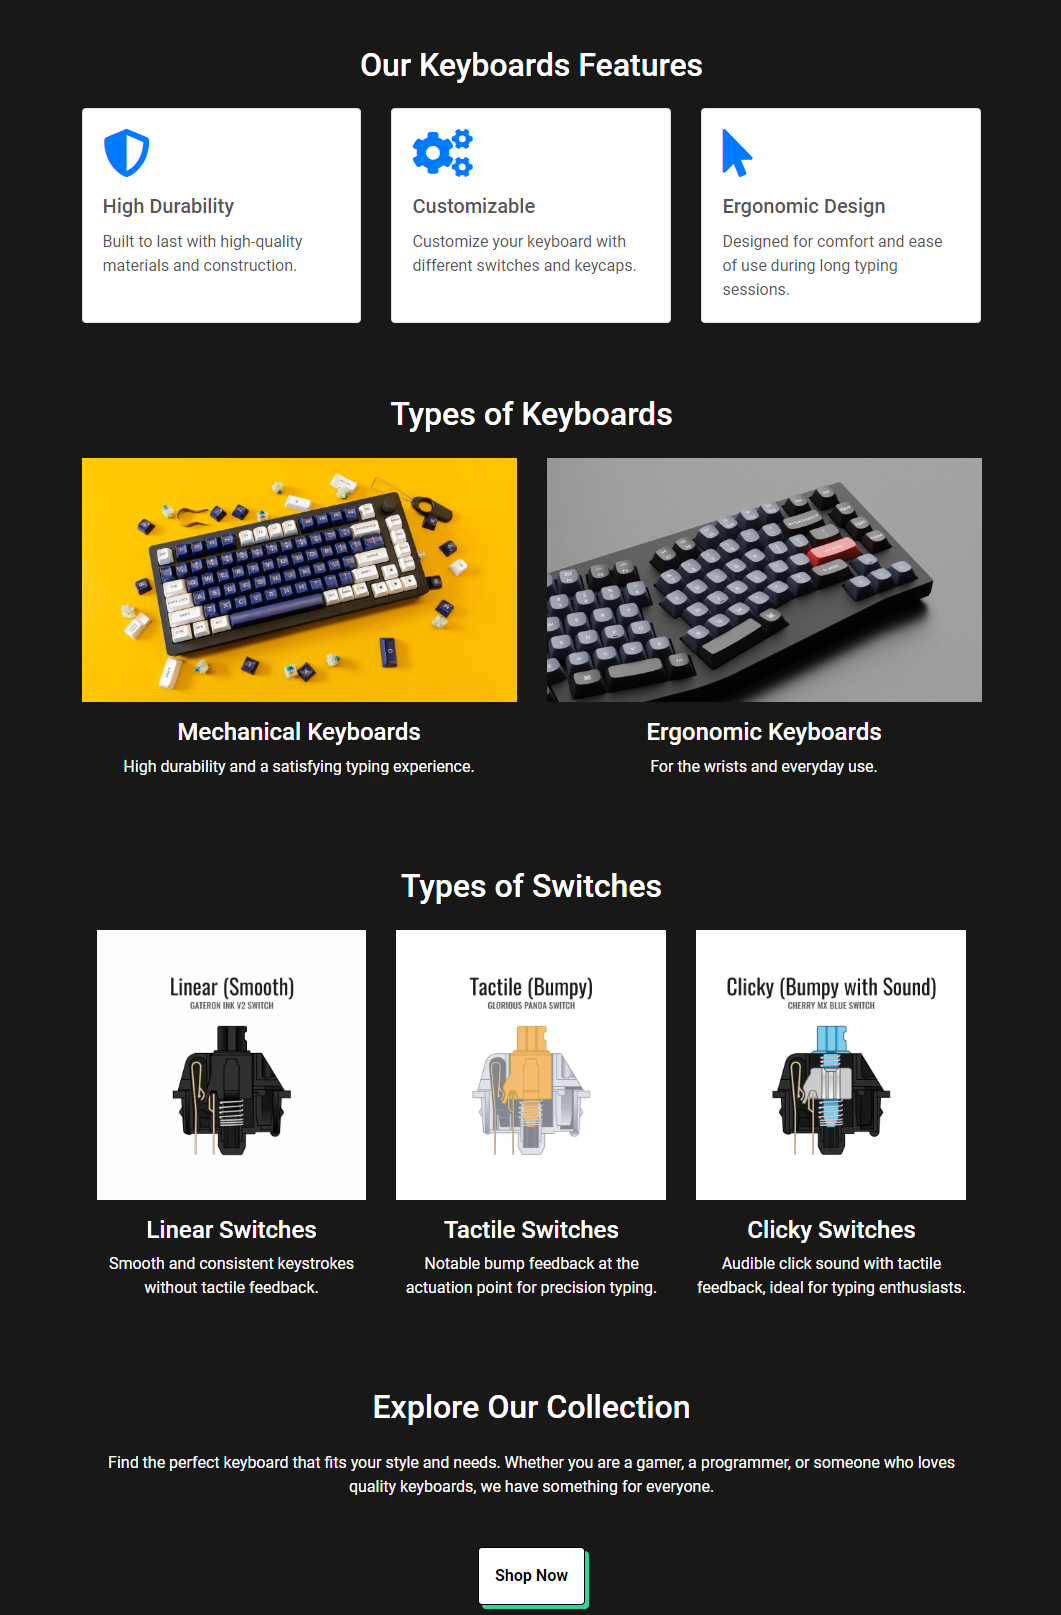 Our Keyboards Features
High Durability
Built to last with high-quality
materials and construction.
Customizable
Customize your keyboard with
different switches and keycaps.
Ergonomic Design
Designed for comfort and ease
of use during long typing
sessions.
Types of Keyboards
Mechanical Keyboards
High durability and a satisfying typing experience.
Ergonomic Keyboards
For the wrists and everyday use.
Types of Switches
Linear (Smooth)
GATERON INK V2 SWITCH
Tactile (Bumpy)
GLORIOUS PANDA SWITCH
Clicky (Bumpy with Sound)
CHERRY MX BLUE SWITCH
Linear Switches
Smooth and consistent keystrokes
without tactile feedback.
Tactile Switches
Notable bump feedback at the
actuation point for precision typing.
Clicky Switches
Audible click sound with tactile
feedback, ideal for typing enthusiasts.
Explore Our Collection
Find the perfect keyboard that fits your style and needs. Whether you are a gamer, a programmer, or someone who loves
quality keyboards, we have something for everyone.
Shop Now